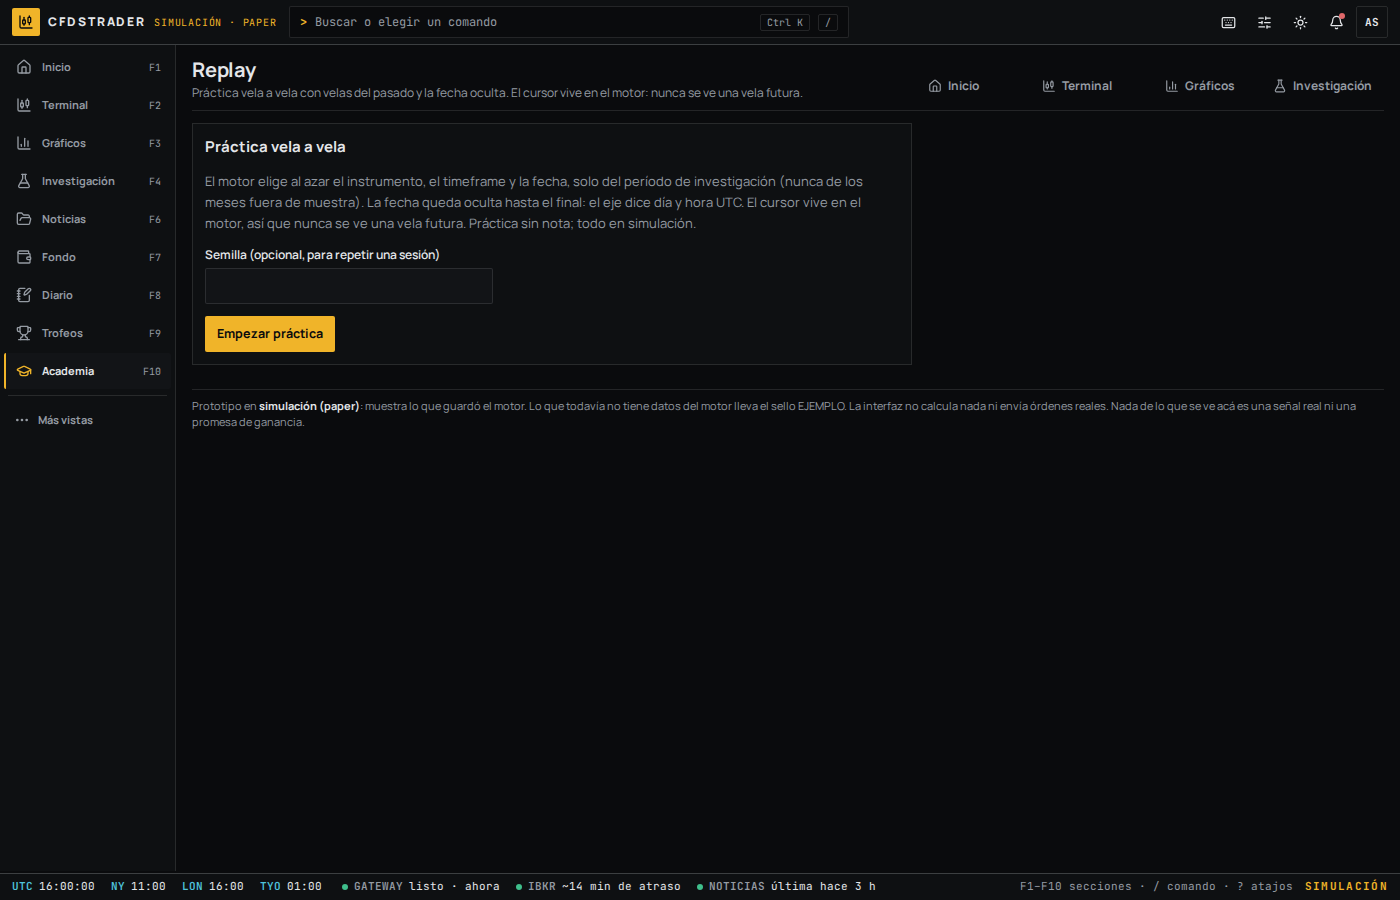 CFDSTRADER SIMULACIÓN · PAPER
> Buscar o elegir un comando Ctrl K /
AS
Inicio F1
Terminal F2
Gráficos F3
Investigación F4
Noticias F6
Fondo F7
Diario F8
Trofeos F9
Academia F10
Más vistas
Replay
Práctica vela a vela con velas del pasado y la fecha oculta. El cursor vive en el motor: nunca se ve una vela futura.
Inicio Terminal Gráficos Investigación
Práctica vela a vela
El motor elige al azar el instrumento, el timeframe y la fecha, solo del período de investigación (nunca de los
meses fuera de muestra). La fecha queda oculta hasta el final: el eje dice día y hora UTC. El cursor vive en el
motor, así que nunca se ve una vela futura. Práctica sin nota; todo en simulación.
Semilla (opcional, para repetir una sesión)
Empezar práctica
Prototipo en simulación (paper): muestra lo que guardó el motor. Lo que todavía no tiene datos del motor lleva el sello EJEMPLO. La interfaz no calcula nada ni envía órdenes reales. Nada de lo que se ve acá es una señal real ni una
promesa de ganancia.
UTC 16:00:00 NY 11:00 LON 16:00 TYO 01:00 GATEWAY listo · ahora IBKR ~14 min de atraso NOTICIAS última hace 3 h F1–F10 secciones · / comando · ? atajos SIMULACIÓN